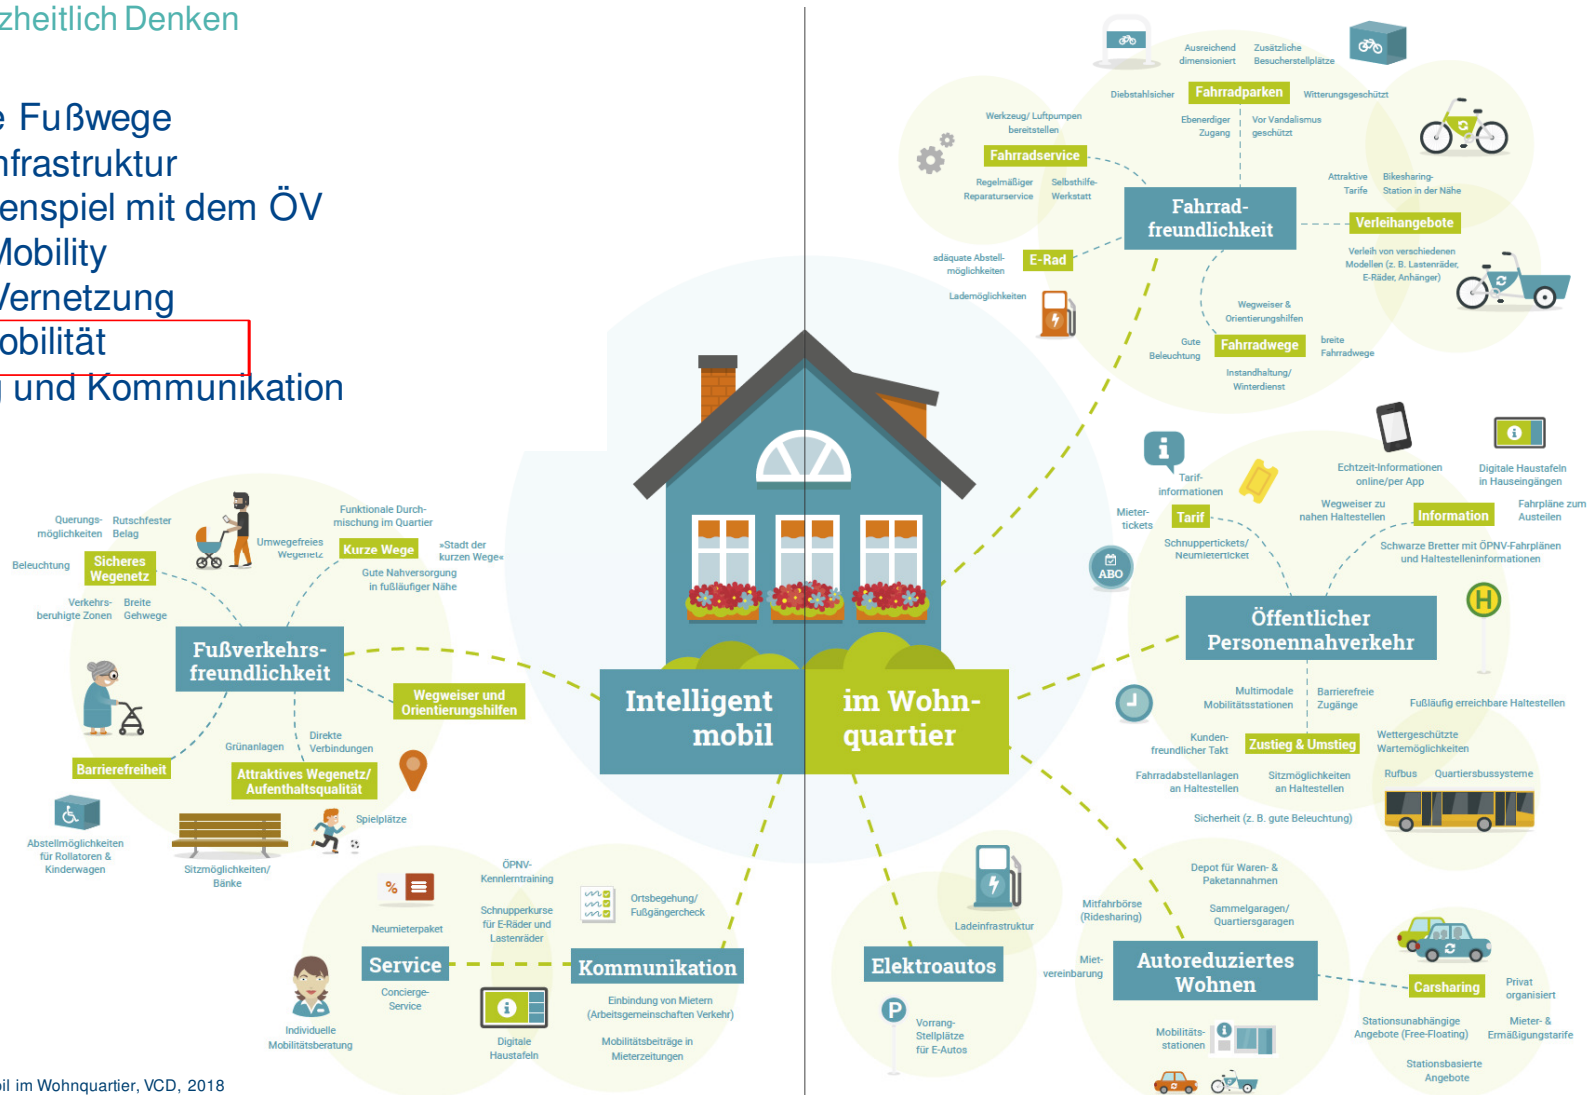 zheitlich Denken
e Fußwege
nfrastruktur
enspiel mit dem ÖV
Mobility
Vernetzung
obilität
g und Kommunikation
Ausreichend
dimensioniert
Zusätzliche
Besucherstellplätze
Diebstahlsicher
Fahrradparken
Witterungsgeschützt
Ebenerdiger
Zugang
Vor Vandalismus
geschützt
Werkzeug/ Luftpumpen
bereitstellen
Fahrradservice
Regelmäßiger
Reparaturservice
Selbsthilfe-
Werkstatt
Fahrrad-
freundlichkeit
Attraktive
Tarife
Bikesharing-
Station in der Nähe
Verleihangebote
Verleih von verschiedenen
Modellen (z. B. Lastenräder,
E-Räder, Anhänger)
adäquate Abstell-
möglichkeiten
E-Rad
Lademöglichkeiten
Wegweiser &
Orientierungshilfen
Gute
Beleuchtung
Fahrradwege
breite
Fahrradwege
Instandhaltung/
Winterdienst
Tarif-
informationen
Mieter-
tickets
Tarif
Schnuppertickets/
Neumieterticket
ABO
Echtzeit-Informationen
online/per App
Digitale Haustafeln
in Hauseingängen
Wegweiser zu
nahen Haltestellen
Information
Fahrpläne zum
Austeilen
Schwarze Bretter mit ÖPNV-Fahrplänen
und Haltestelleninformationen
H
Öffentlicher
Personennahverkehr
Multimodale
Mobilitätsstationen
Barrierefreie
Zugänge
Fußläufig erreichbare Haltestellen
Kunden-
freundlicher Takt
Zustieg & Umstieg
Wettergeschützte
Wartemöglichkeiten
Fahrradabstellanlagen
an Haltestellen
Sitzmöglichkeiten
an Haltestellen
Rufbus
Quartiersbussysteme
Sicherheit (z. B. gute Beleuchtung)
Querungs-
möglichkeiten
Rutschfester
Belag
Beleuchtung
Sicheres
Wegenetz
Verkehrs-
beruhigte Zonen
Breite
Gehwege
Funktionale Durch-
mischung im Quartier
Umwegefreies
Wegenetz
Kurze Wege
»Stadt der
kurzen Wege«
Gute Nahversorgung
in fußläufiger Nähe
Fußverkehrs-
freundlichkeit
Wegweiser und
Orientierungshilfen
Barrierefreiheit
Abstellmöglichkeiten
für Rollatoren &
Kinderwagen
Grünanlagen
Direkte
Verbindungen
Attraktives Wegenetz/
Aufenthaltsqualität
Spielplätze
Sitzmöglichkeiten/
Bänke
Intelligent
mobil
im Wohn-
quartier
%
Neumieterpaket
ÖPNV-
Kennlerntraining
Schnupperkurse
für E-Räder und
Lastenräder
Ortsbegehung/
Fußgängercheck
Service
Kommunikation
Concierge-
Service
Individuelle
Mobilitätsberatung
Digitale
Haustafeln
Einbindung von Mietern
(Arbeitsgemeinschaften Verkehr)
Mobilitätsbeiträge in
Mieterzeitungen
Ladeinfrastruktur
Elektroautos
P
Vorrang-
Stellplätze
für E-Autos
Depot für Waren- &
Paketannahmen
Mitfahrbörse
(Ridesharing)
Sammelgaragen/
Quartiersgaragen
Miet-
vereinbarung
Autoreduziertes
Wohnen
Mobilitäts-
stationen
Carsharing
Privat
organisiert
Stationsunabhängige
Angebote (Free-Floating)
Mieter- &
Ermäßigungstarife
Stationsbasierte
Angebote
bil im Wohnquartier, VCD, 2018